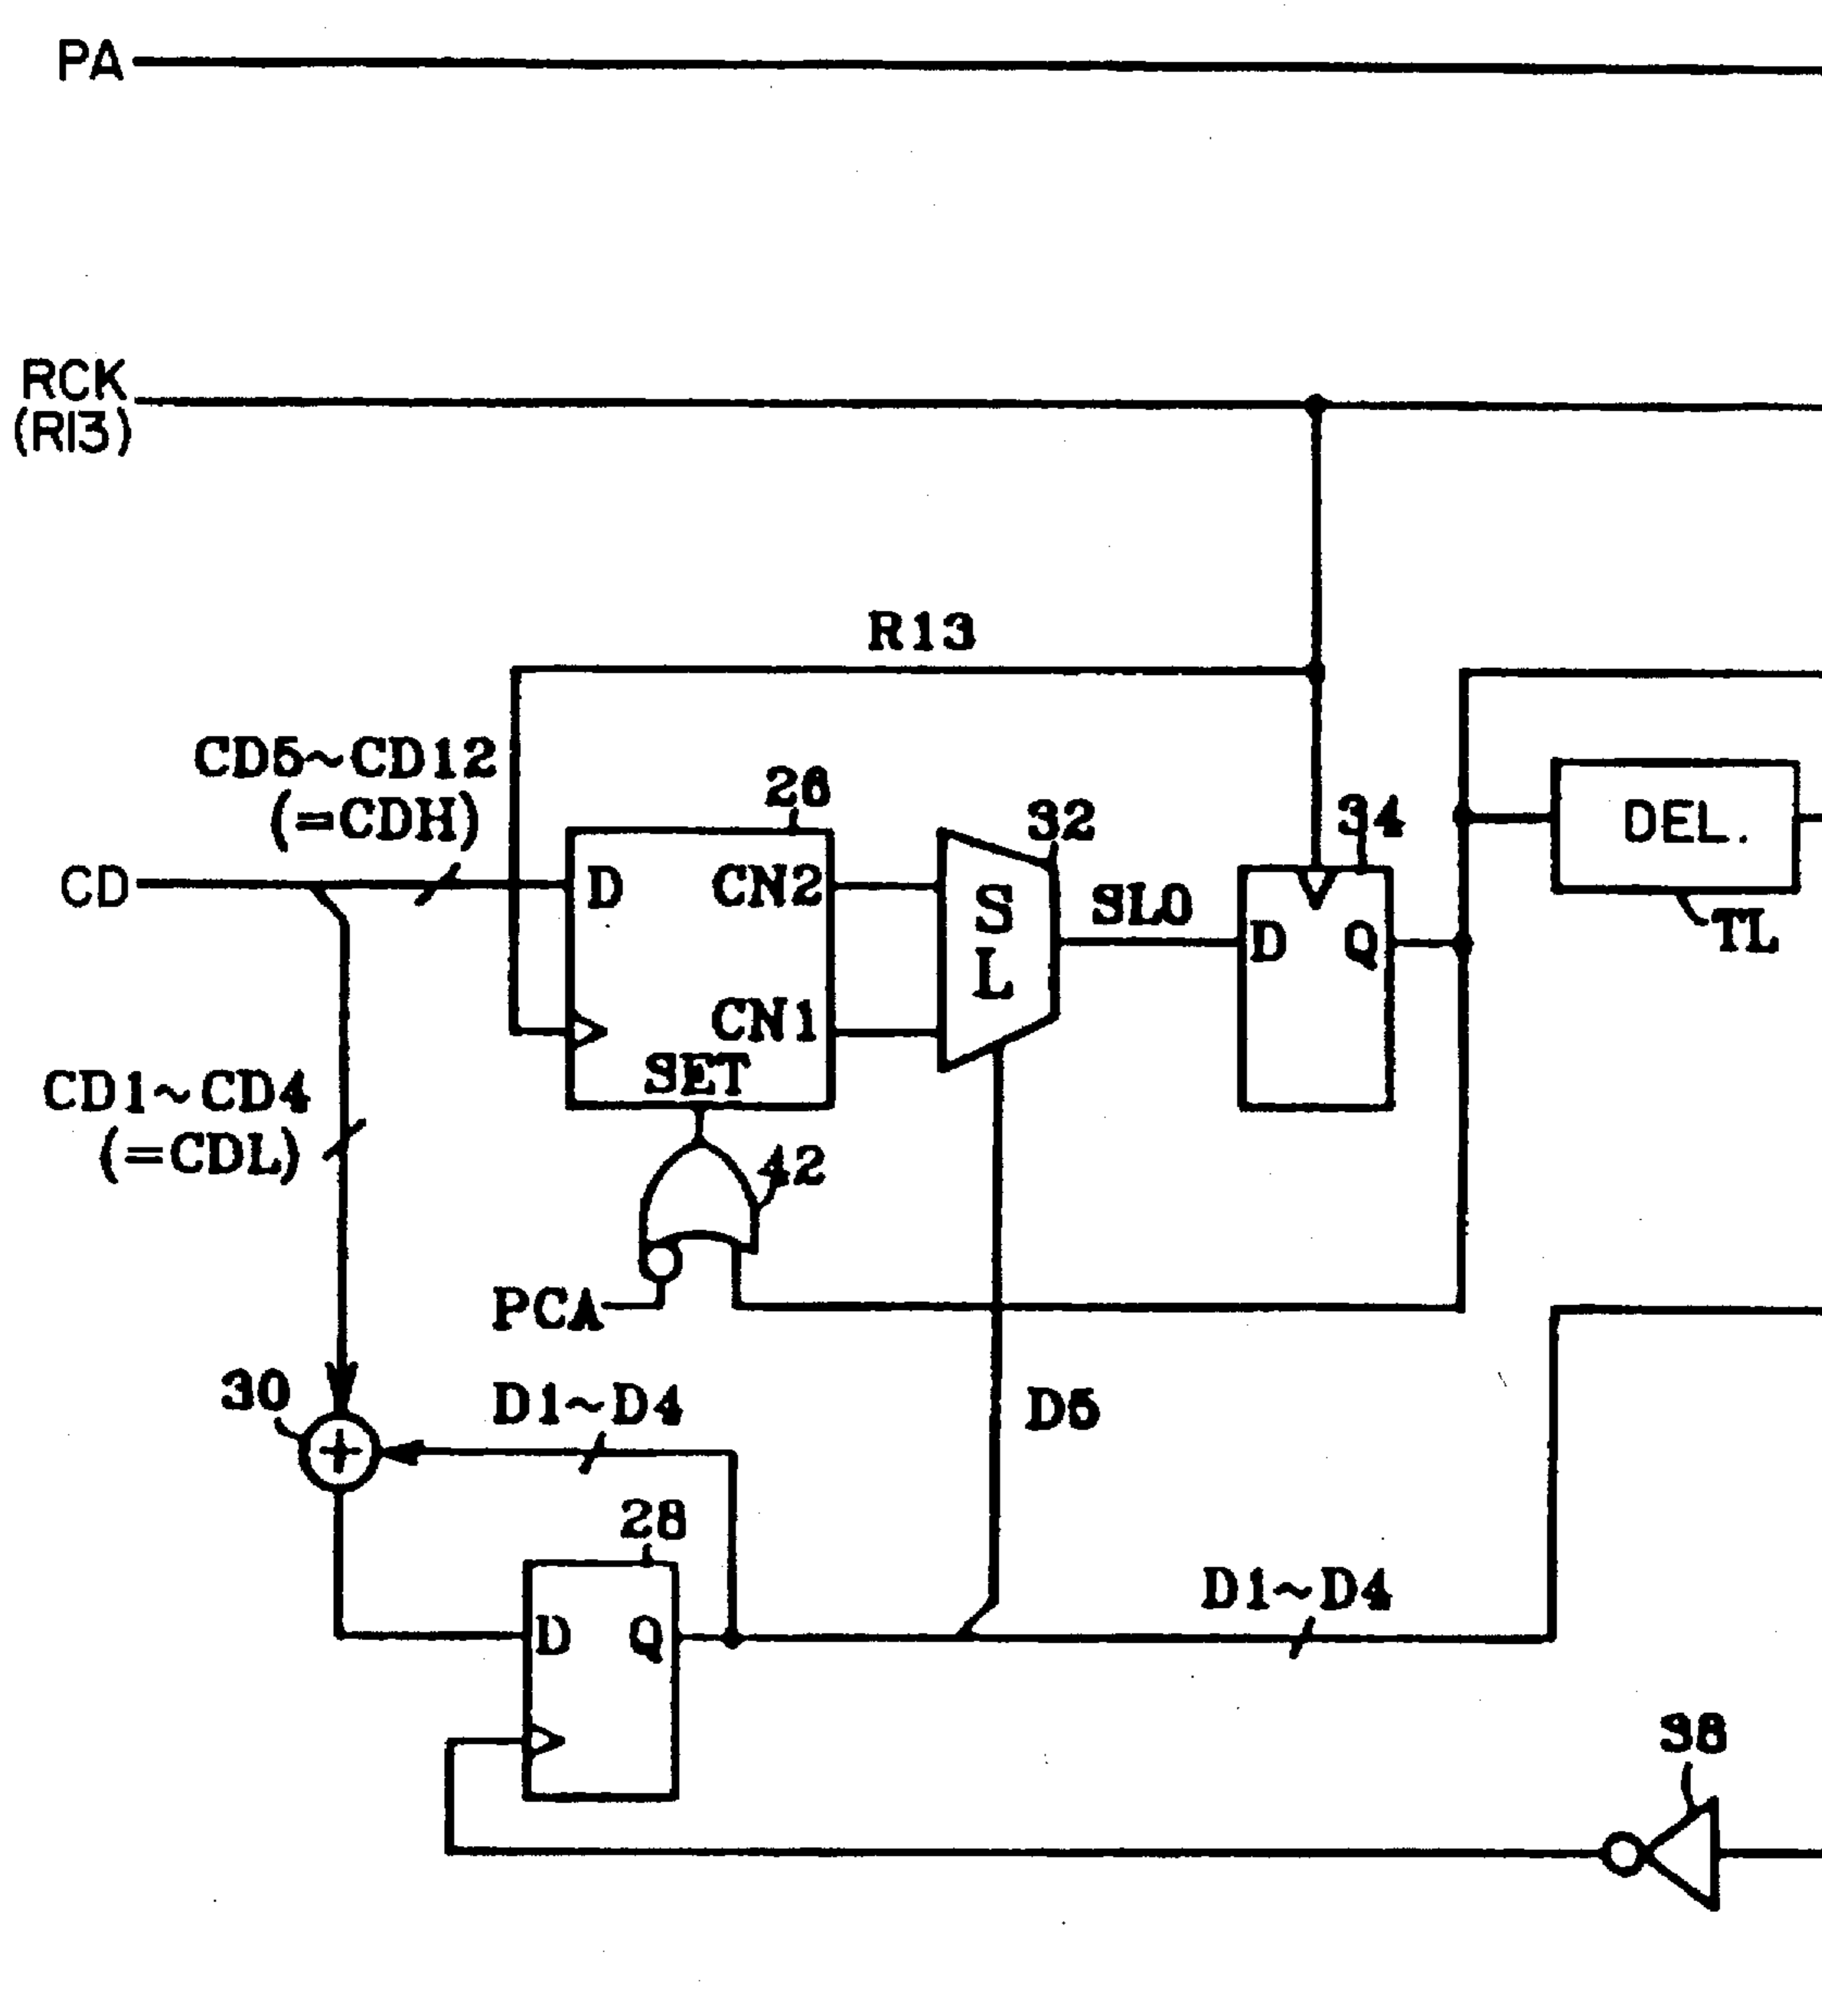 PA
RCK
(R13)
R13
CD5~CD12
(=CDH)
26
32
34
DEL.
CD
D
CN2
S
L
SLO
D
Q
TL
CN1
SET
CD1~CD4
(=CDL)
42
PCA
30
D1~D4
D5
+
28
D1~D4
D
Q
38